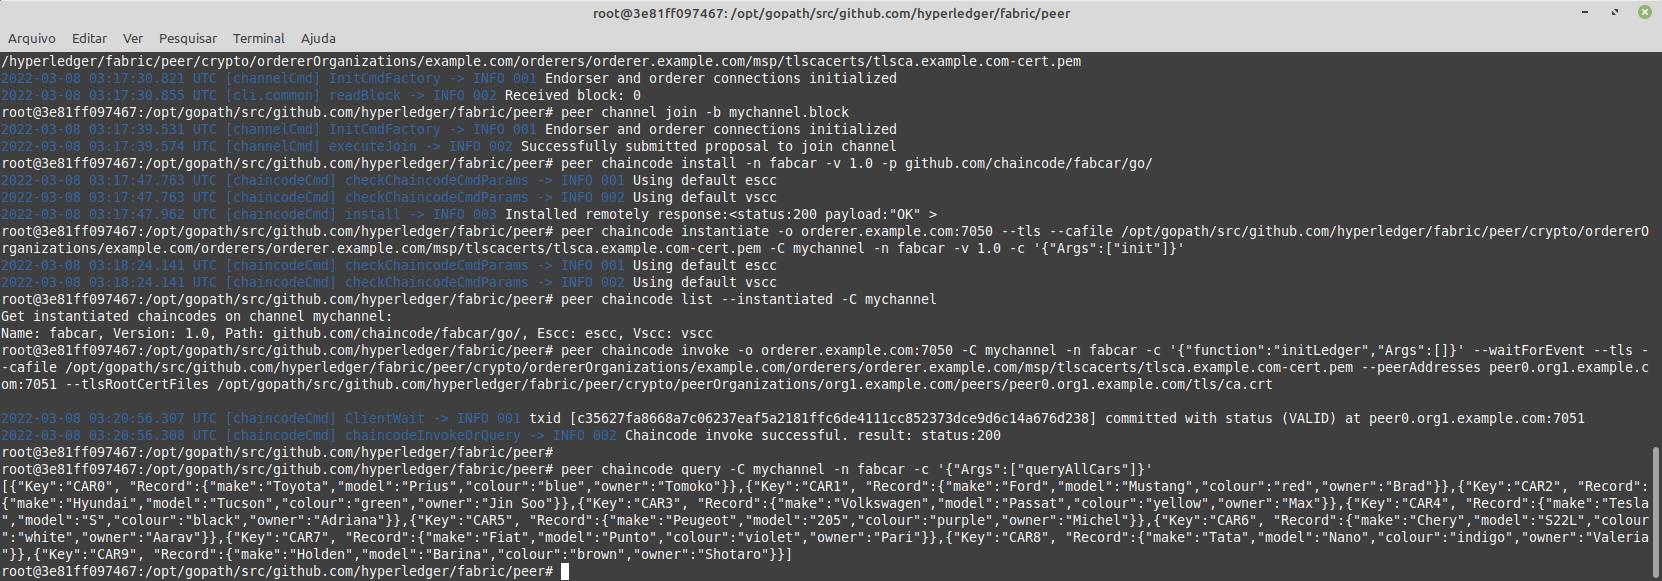 root@3e81ff097467: /opt/gopath/src/github.com/hyperledger/fabric/peer
Arquivo Editar Ver Pesquisar Terminal Ajuda
/hyperledger/fabric/peer/crypto/ordererOrganizations/example.com/orderers/orderer.example.com/msp/tlscacerts/tlsca.example.com-cert.pem
2022-03-08 03:17:30.821 UTC [channelCmd] InitCmdFactory -> INFO 001 Endorser and orderer connections initialized
2022-03-08 03:17:30.855 UTC [cli.common] readBlock -> INFO 002 Received block: 0
root@3e81ff097467:/opt/gopath/src/github.com/hyperledger/fabric/peer# peer channel join -b mychannel.block
2022-03-08 03:17:39.531 UTC [channelCmd] InitCmdFactory -> INFO 001 Endorser and orderer connections initialized
2022-03-08 03:17:39.574 UTC [channelCmd] executeJoin -> INFO 002 Successfully submitted proposal to join channel
root@3e81ff097467:/opt/gopath/src/github.com/hyperledger/fabric/peer# peer chaincode install -n fabcar -v 1.0 -p github.com/chaincode/fabcar/go/
2022-03-08 03:17:47.763 UTC [chaincodeCmd] checkChaincodeCmdParams -> INFO 001 Using default escc
2022-03-08 03:17:47.763 UTC [chaincodeCmd] checkChaincodeCmdParams -> INFO 002 Using default vscc
2022-03-08 03:17:47.962 UTC [chaincodeCmd] install -> INFO 003 Installed remotely response:<status:200 payload:"OK" >
root@3e81ff097467:/opt/gopath/src/github.com/hyperledger/fabric/peer# peer chaincode instantiate -o orderer.example.com:7050 --tls --cafile /opt/gopath/src/github.com/hyperledger/fabric/peer/crypto/ordererO
rganizations/example.com/orderers/orderer.example.com/msp/tlscacerts/tlsca.example.com-cert.pem -C mychannel -n fabcar -v 1.0 -c '{"Args":["init"]}'
2022-03-08 03:18:24.141 UTC [chaincodeCmd] checkChaincodeCmdParams -> INFO 001 Using default escc
2022-03-08 03:18:24.141 UTC [chaincodeCmd] checkChaincodeCmdParams -> INFO 002 Using default vscc
root@3e81ff097467:/opt/gopath/src/github.com/hyperledger/fabric/peer# peer chaincode list --instantiated -C mychannel
Get instantiated chaincodes on channel mychannel:
Name: fabcar, Version: 1.0, Path: github.com/chaincode/fabcar/go/, Escc: escc, Vscc: vscc
root@3e81ff097467:/opt/gopath/src/github.com/hyperledger/fabric/peer# peer chaincode invoke -o orderer.example.com:7050 -C mychannel -n fabcar -c '{"function":"initLedger","Args":[]}' --waitForEvent --tls -
-cafile /opt/gopath/src/github.com/hyperledger/fabric/peer/crypto/ordererOrganizations/example.com/orderers/orderer.example.com/msp/tlscacerts/tlsca.example.com-cert.pem --peerAddresses peer0.org1.example.c
om:7051 --tlsRootCertFiles /opt/gopath/src/github.com/hyperledger/fabric/peer/crypto/peerOrganizations/org1.example.com/peers/peer0.org1.example.com/tls/ca.crt
2022-03-08 03:20:56.307 UTC [chaincodeCmd] ClientWait -> INFO 001 txid [c35627fa8668a7c06237eaf5a2181ffc6de4111cc852373dce9d6c14a676d238] committed with status (VALID) at peer0.org1.example.com:7051
2022-03-08 03:20:56.308 UTC [chaincodeCmd] chaincodeInvokeOrQuery -> INFO 002 Chaincode invoke successful. result: status:200
root@3e81ff097467:/opt/gopath/src/github.com/hyperledger/fabric/peer#
root@3e81ff097467:/opt/gopath/src/github.com/hyperledger/fabric/peer# peer chaincode query -C mychannel -n fabcar -c '{"Args":["queryAllCars"]}'
[{"Key":"CAR0", "Record":{"make":"Toyota","model":"Prius","colour":"blue","owner":"Tomoko"}},{"Key":"CAR1", "Record":{"make":"Ford","model":"Mustang","colour":"red","owner":"Brad"}},{"Key":"CAR2", "Record":
{"make":"Hyundai","model":"Tucson","colour":"green","owner":"Jin Soo"}},{"Key":"CAR3", "Record":{"make":"Volkswagen","model":"Passat","colour":"yellow","owner":"Max"}},{"Key":"CAR4", "Record":{"make":"Tesla
","model":"S","colour":"black","owner":"Adriana"}},{"Key":"CAR5", "Record":{"make":"Peugeot","model":"205","colour":"purple","owner":"Michel"}},{"Key":"CAR6", "Record":{"make":"Chery","model":"S22L","colour"
:"white","owner":"Aarav"}},{"Key":"CAR7", "Record":{"make":"Fiat","model":"Punto","colour":"violet","owner":"Pari"}},{"Key":"CAR8", "Record":{"make":"Tata","model":"Nano","colour":"indigo","owner":"Valeria
"}},{"Key":"CAR9", "Record":{"make":"Holden","model":"Barina","colour":"brown","owner":"Shotaro"}}]
root@3e81ff097467:/opt/gopath/src/github.com/hyperledger/fabric/peer#